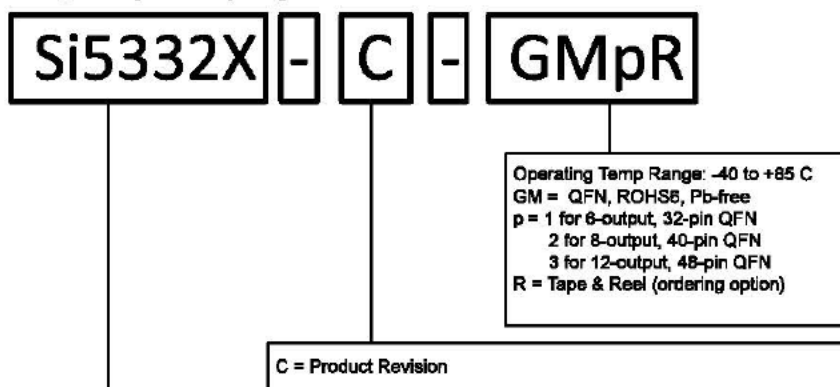 Si5332X - C - GMpR
Operating Temp Range: -40 to +85 C
GM = QFN, ROHS6, Pb-free
p = 1 for 6-output, 32-pin QFN
2 for 8-output, 40-pin QFN
3 for 12-output, 48-pin QFN
R = Tape & Reel (ordering option)
C = Product Revision